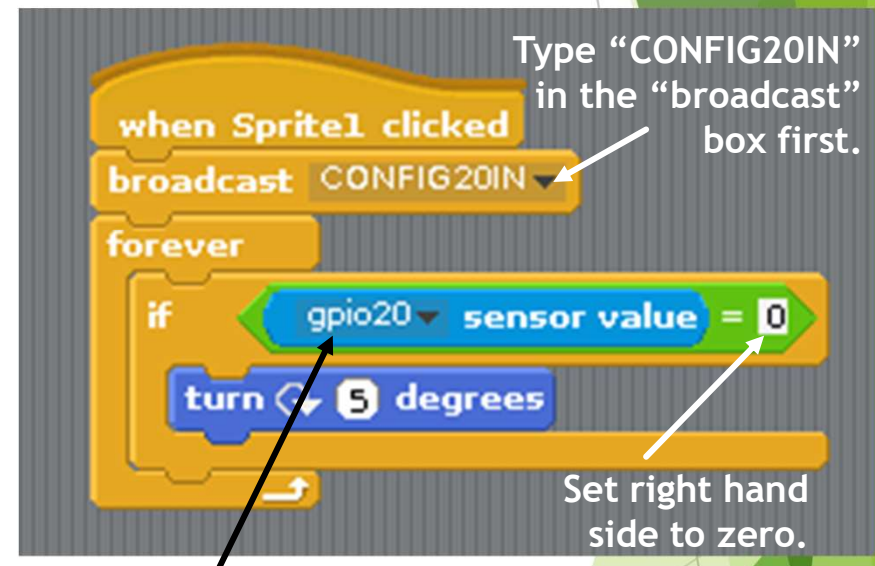 Type “CONFIG20IN”
in the “broadcast”
box first.
when Sprite1 clicked
broadcast CONFIG20IN
forever
if gpio20 sensor value = 0
turn 5 degrees
Set right hand
side to zero.